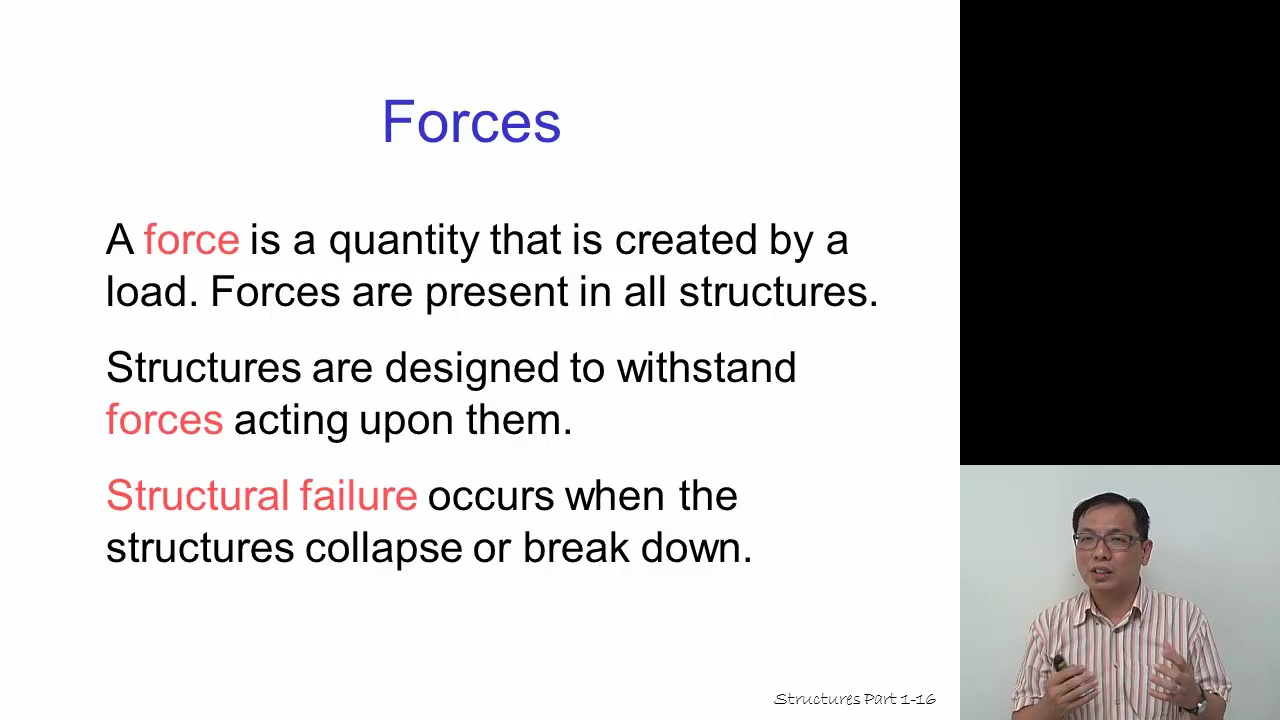 Forces
A force is a quantity that is created by a
load. Forces are present in all structures.
Structures are designed to withstand
forces acting upon them.
Structural failure occurs when the
structures collapse or break down.
Structures Part 1-16